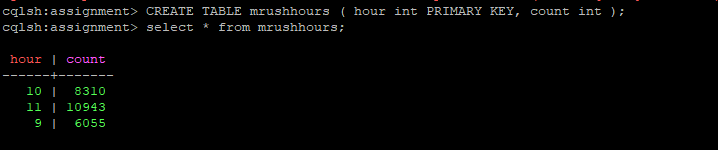 cqlsh:assignment> CREATE TABLE mrushhours ( hour int PRIMARY KEY, count int );
cqlsh:assignment> select * from mrushhours;
hour | count
------+-------
10 | 8310
11 | 10943
9 | 6055